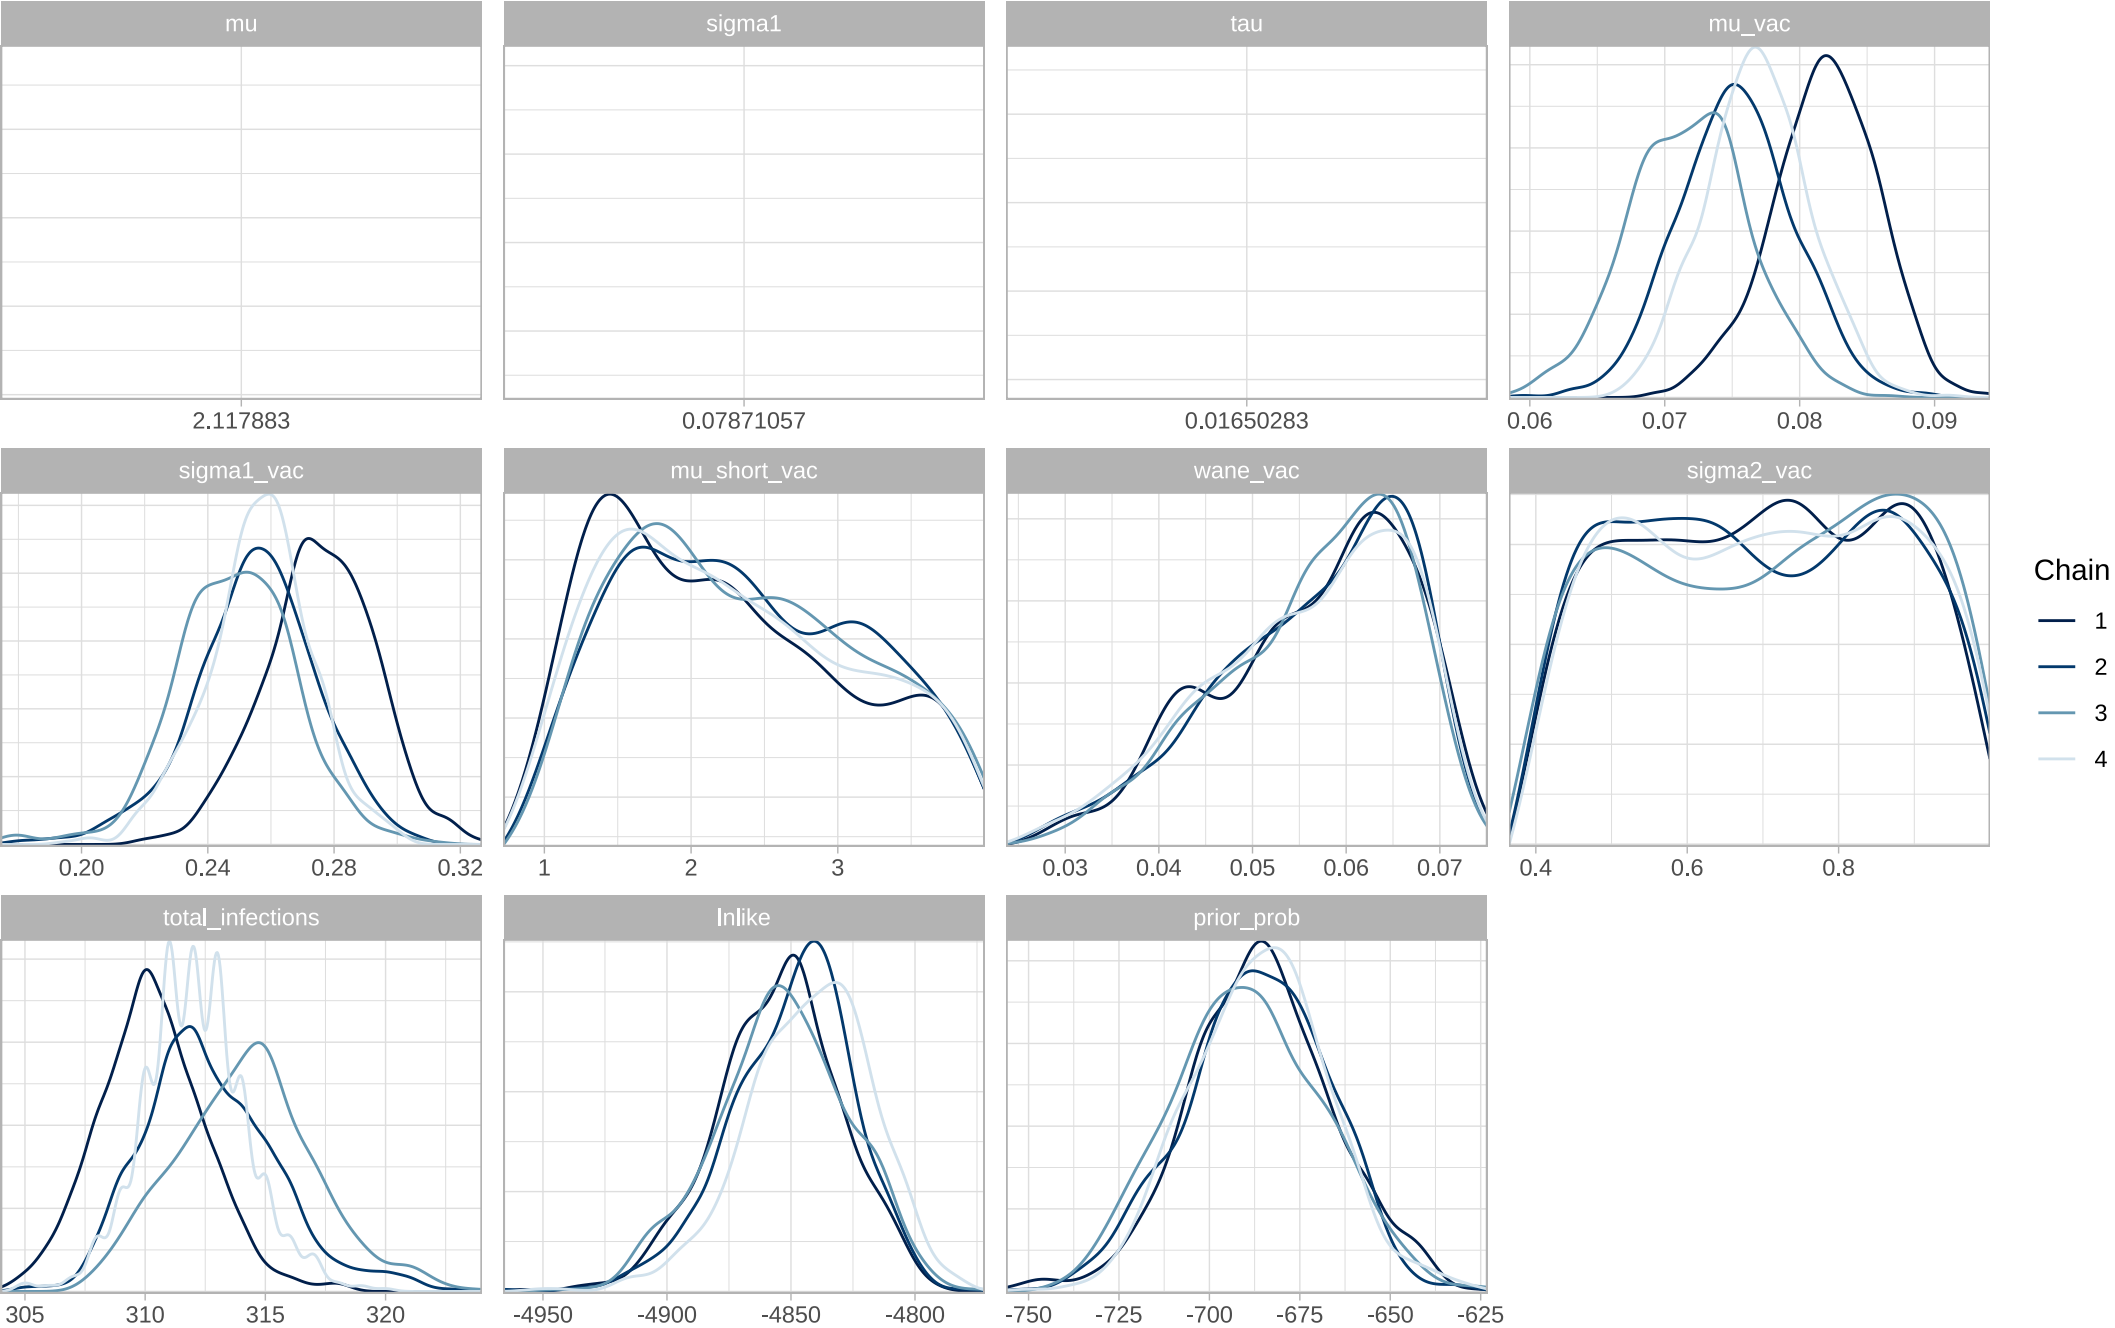 mu
sigma1
tau
mu_vac
2.117883
0.07871057
0.01650283
0.06 0.07 0.08 0.09
sigma1_vac
mu_short_vac
wane_vac
sigma2_vac
0.20 0.24 0.28 0.32
1 2 3
0.03 0.04 0.05 0.06 0.07
0.4 0.6 0.8
Chain
1
2
3
4
total_infections
lnlike
prior_prob
305 310 315 320
-4950 -4900 -4850 -4800
-750 -725 -700 -675 -650 -625